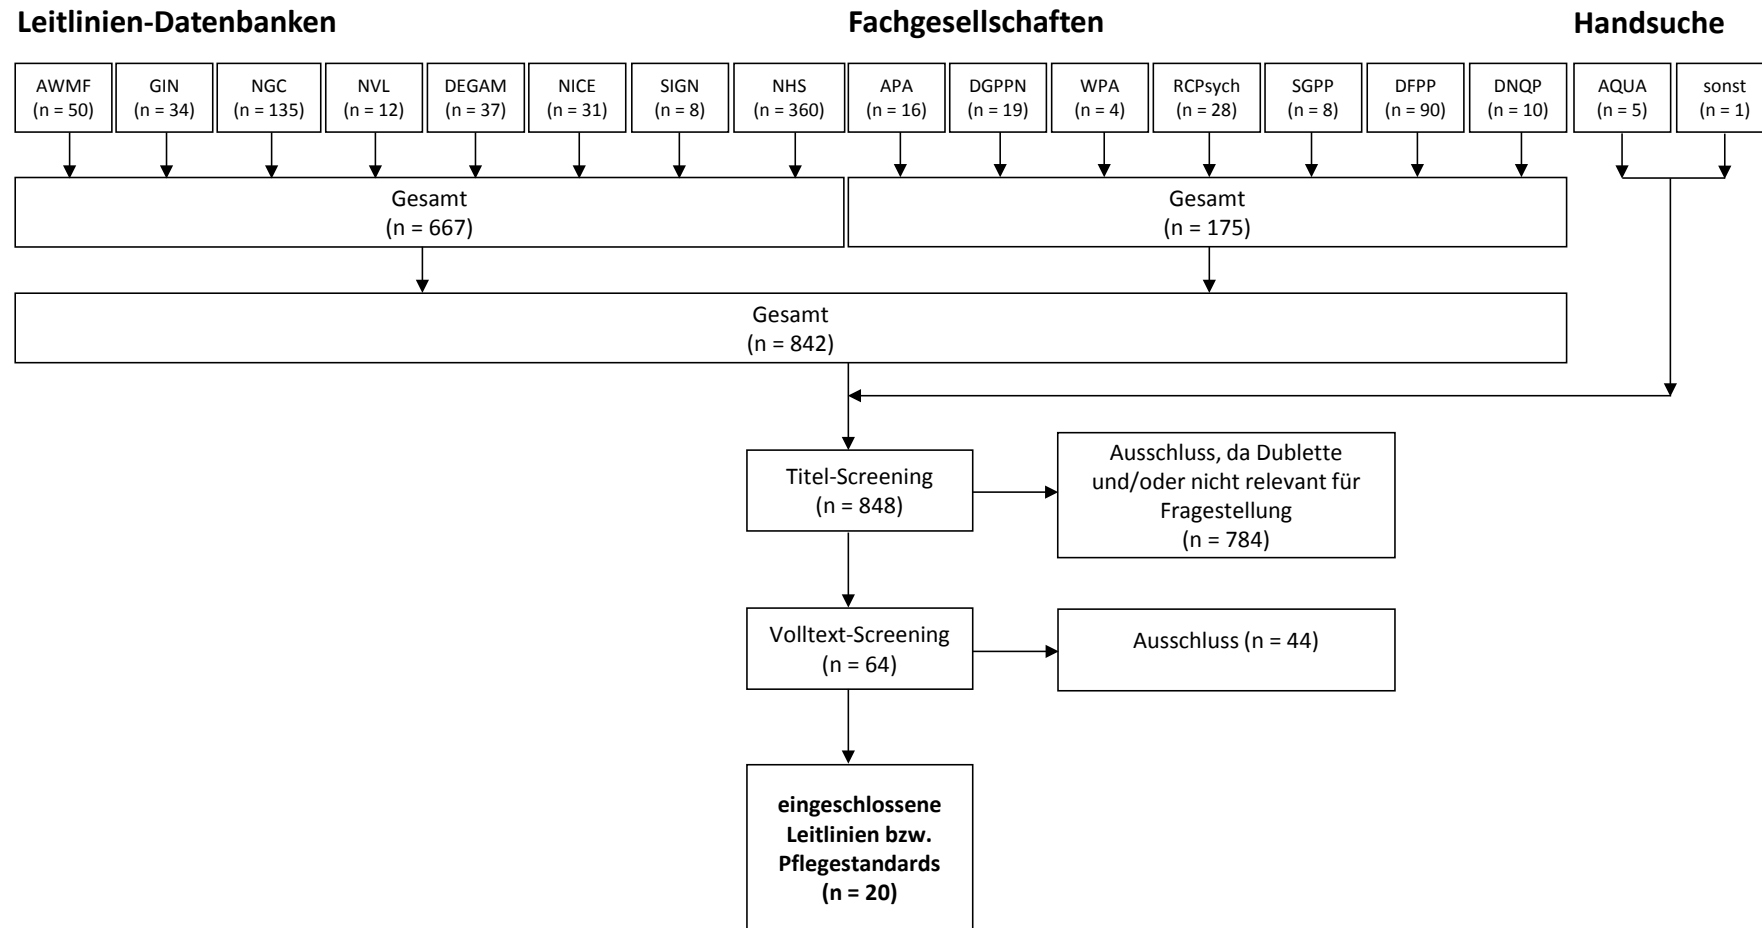 Leitlinien-Datenbanken
Fachgesellschaften
Handsuche
AWMF
(n = 50)
GIN
(n = 34)
NGC
(n = 135)
NVL
(n = 12)
DEGAM
(n = 37)
NICE
(n = 31)
SIGN
(n = 8)
NHS
(n = 360)
APA
(n = 16)
DGPPN
(n = 19)
WPA
(n = 4)
RCPsych
(n = 28)
SGPP
(n = 8)
DFPP
(n = 90)
DNQP
(n = 10)
AQUA
(n = 5)
sonst
(n = 1)
Gesamt
(n = 667)
Gesamt
(n = 175)
Gesamt
(n = 842)
Titel-Screening
(n = 848)
Ausschluss, da Dublette
und/oder nicht relevant für
Fragestellung
(n = 784)
Volltext-Screening
(n = 64)
Ausschluss (n = 44)
eingeschlossene
Leitlinien bzw.
Pflegestandards
(n = 20)